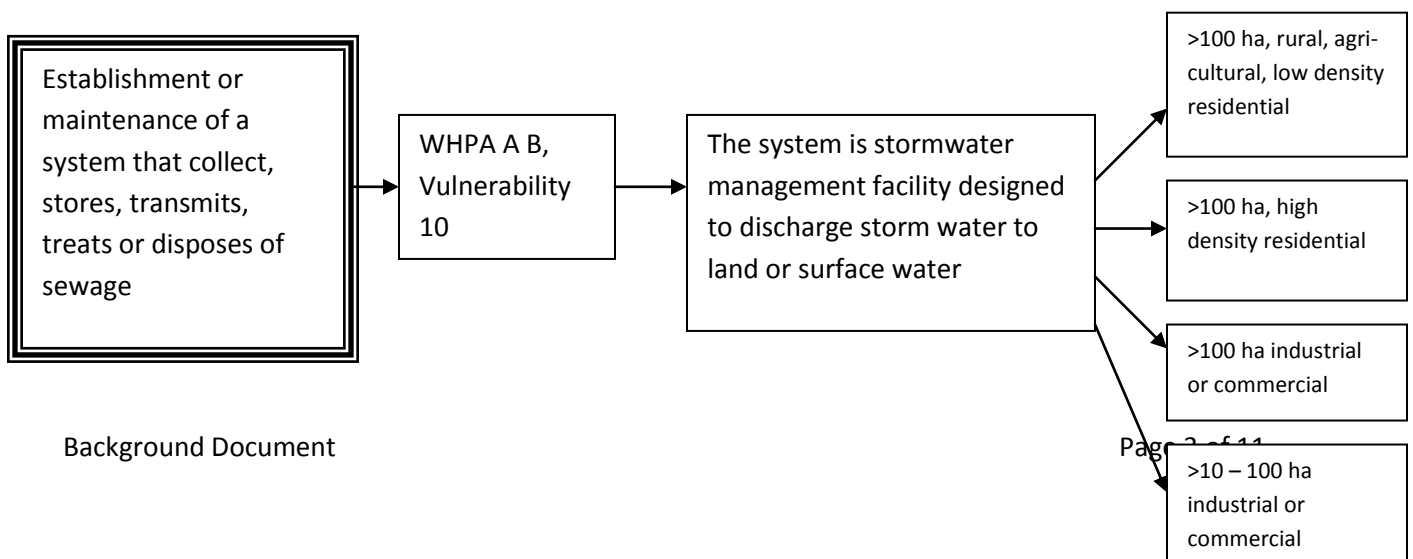 Establishment or
maintenance of a
system that collect,
stores, transmits,
treats or disposes of
sewage
WHPA A B,
Vulnerability
10
The system is stormwater
management facility designed
to discharge storm water to
land or surface water
>100 ha, rural, agri-
cultural, low density
residential
>100 ha, high
density residential
>100 ha industrial
or commercial
>10 – 100 ha
industrial or
commercial
Background Document
Page of 11